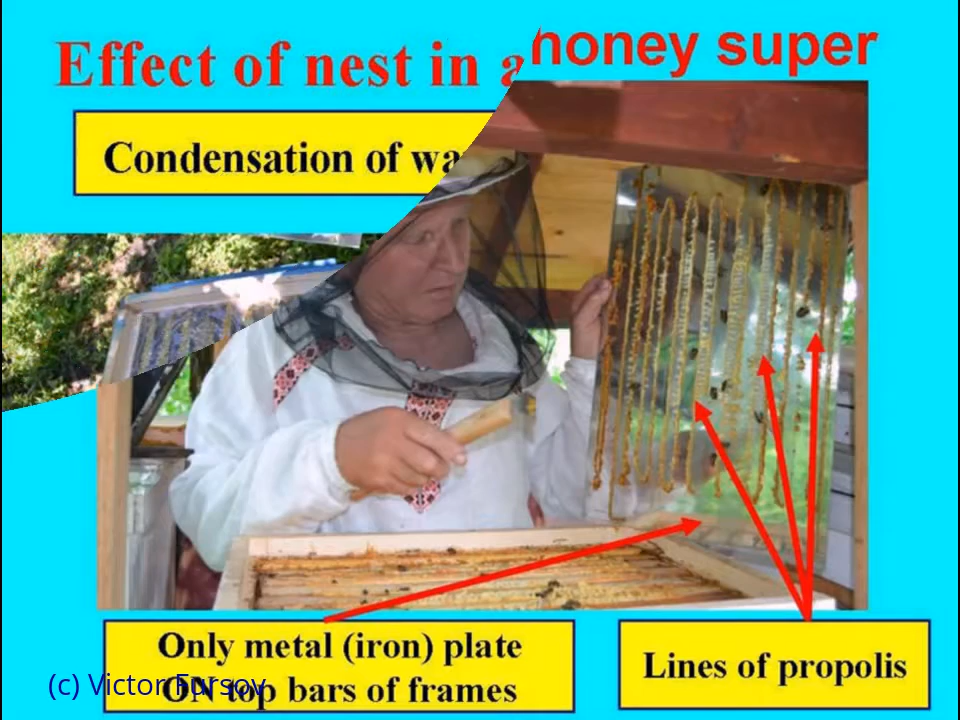 Effect of nest in a honey super
Condensation of wa
Only metal (iron) plate
ON top bars of frames
Lines of propolis
(c) Victor Fursov